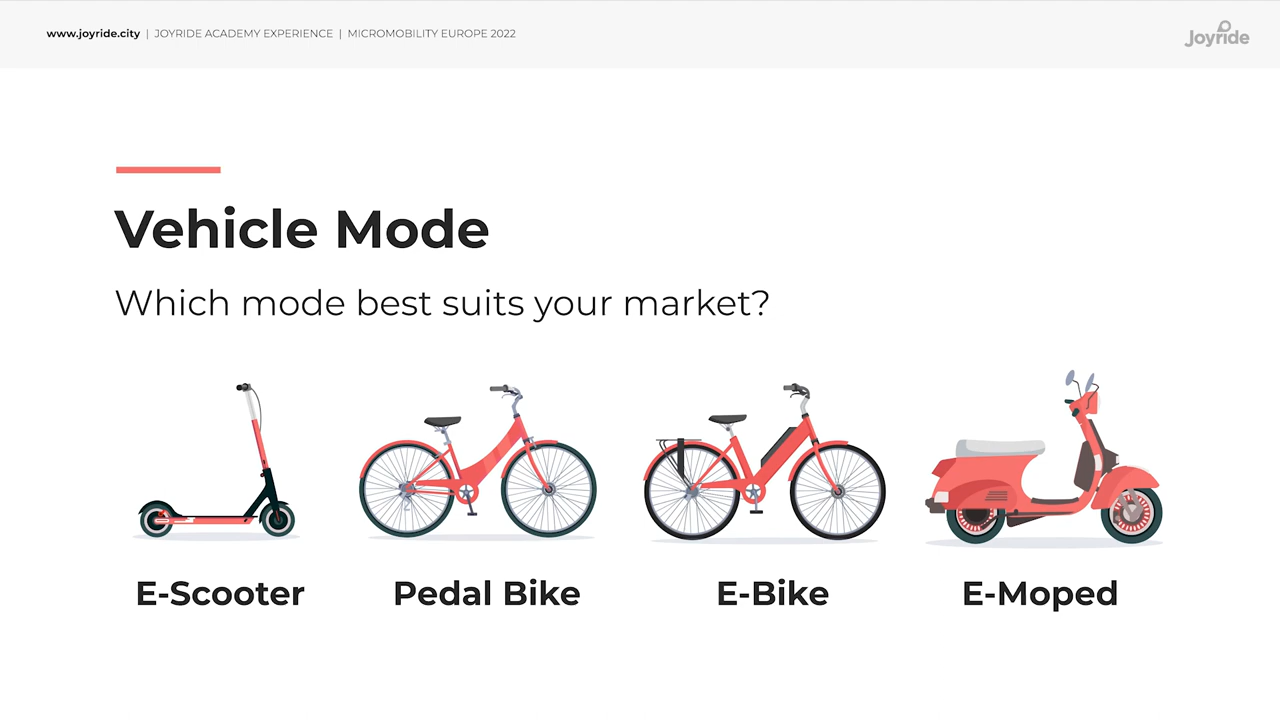 www.joyride.city | JOYRIDE ACADEMY EXPERIENCE | MICROMOBILITY EUROPE 2022
Joyride
Vehicle Mode
Which mode best suits your market?
E-Scooter
Pedal Bike
E-Bike
E-Moped